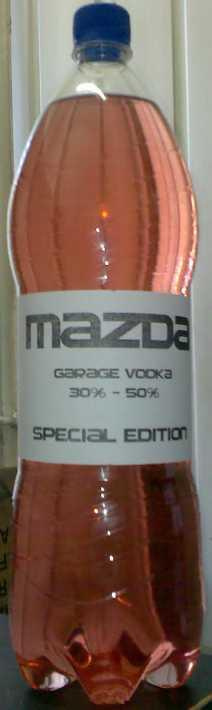 mazda
GARAGE VODKA
30% - 50%
SPECIAL EDITION